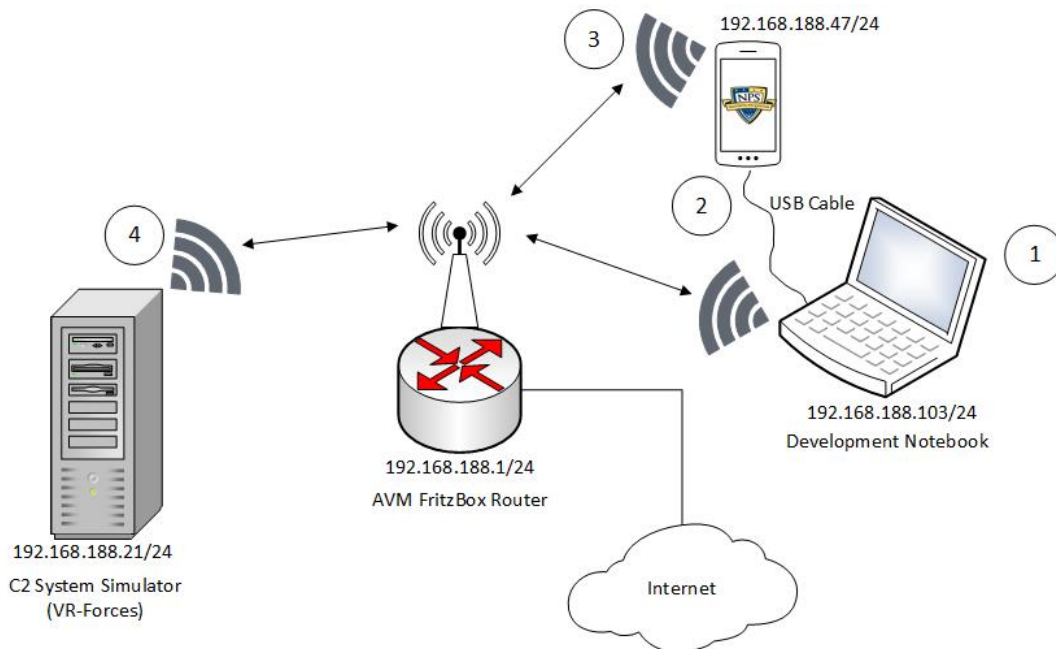 192.168.188.47/24
3
NPS
4
2
USB Cable
1
192.168.188.103/24
Development Notebook
192.168.188.1/24
AVM FritzBox Router
192.168.188.21/24
C2 System Simulator
(VR-Forces)
Internet